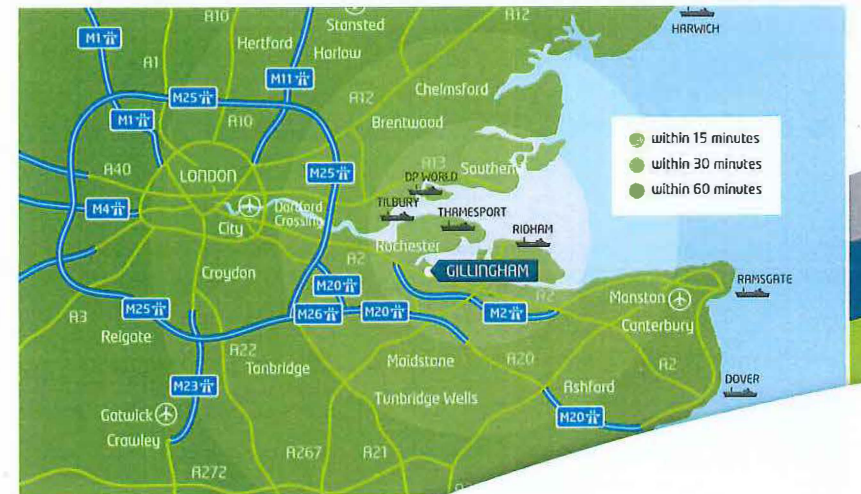 A10
A12
HARWICH
Stansted
M1
Hertford
Harlow
A1
M11
M25
A12
Chelmsford
M1
A10
Brentwood
within 15 minutes
within 30 minutes
within 60 minutes
A40
LONDON
M25
A13
Southend
DP WORLD
M4
City
Dartford
Crossing
TILBURY
THAMESPORT
RIDHAM
Rochester
A2
GILLINGHAM
Croydon
M20
RAMSGATE
Manston
A2
M25
M26
M20
M2
Canterbury
A3
Reigate
A22
Tonbridge
Maidstone
A20
A2
M23
Tunbridge Wells
Ashford
DOVER
Gatwick
M20
Crawley
A272
A267
A21